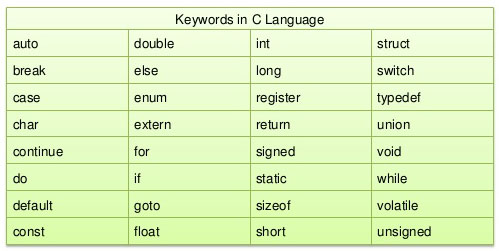 Keywords in C Language
auto double int struct
break else long switch
case enum register typedef
char extern return union
continue for signed void
do if static while
default goto sizeof volatile
const float short unsigned